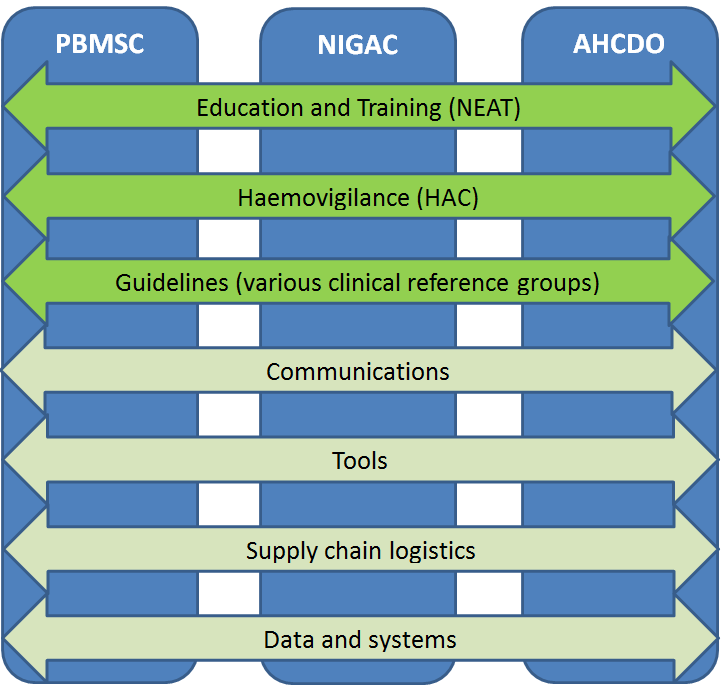 PBMSC NIGAC AHCDO
Education and Training (NEAT)
Haemovigilance (HAC)
Guidelines (various clinical reference groups)
Communications
Tools
Supply chain logistics
Data and systems